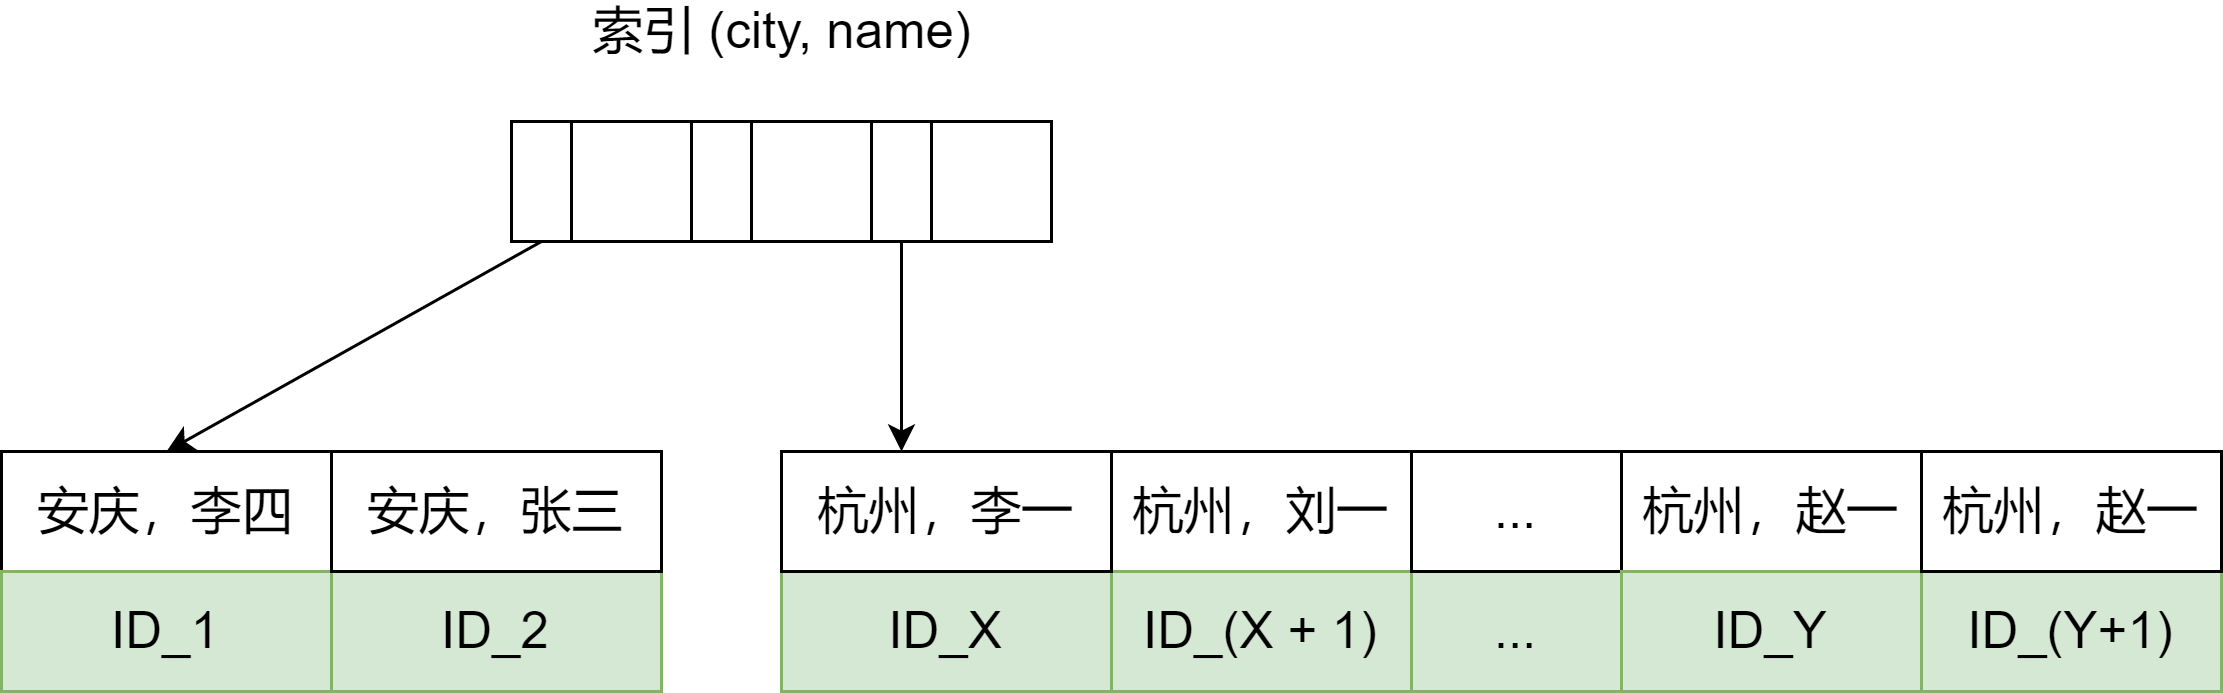 索引 (city, name)
安庆，李四 安庆，张三 杭州，李一 杭州，刘一 ... 杭州，赵一 杭州，赵一
ID_1 ID_2 ID_X ID_(X + 1) ... ID_Y ID_(Y+1)